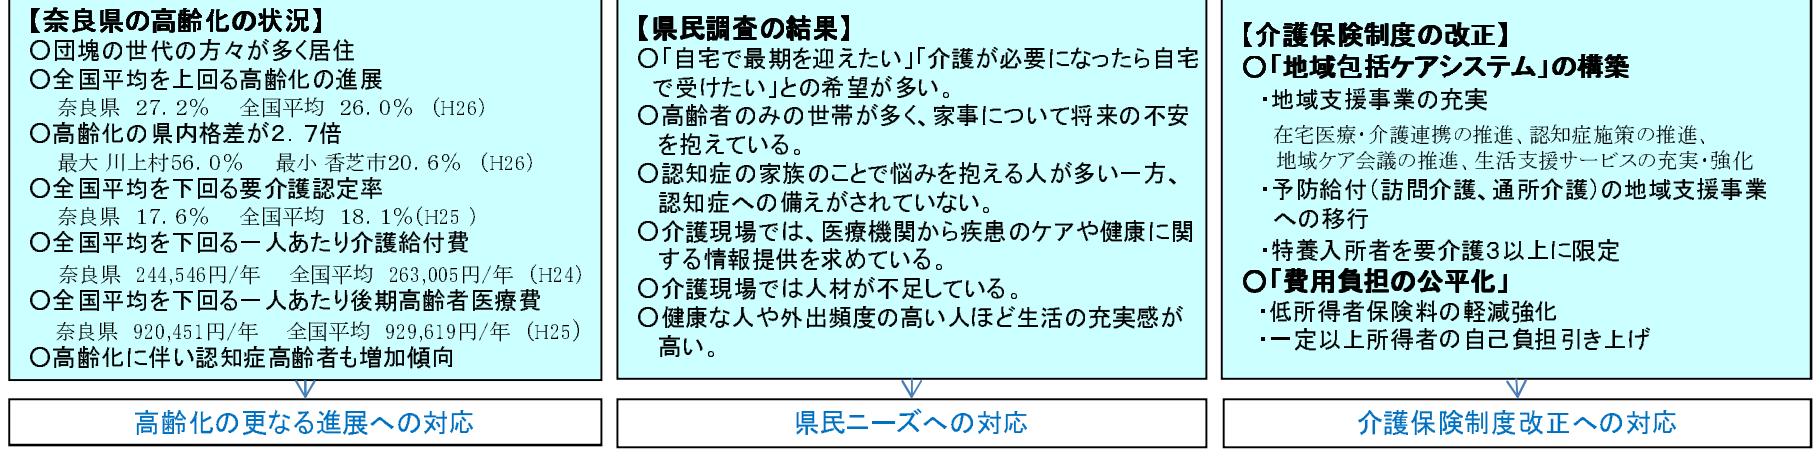 【奈良県の高齢化の状況】
〇団塊の世代の方々が多く居住
〇全国平均を上回る高齢化の進展
奈良県 27.2% 全国平均 26.0% (H26)
〇高齢化の県内格差が2.7倍
最大 川上村56.0% 最小 香芝市20.6% (H26)
〇全国平均を下回る要介護認定率
奈良県 17.6% 全国平均 18.1%(H25 )
〇全国平均を下回る一人あたり介護給付費
奈良県 244,546円/年 全国平均 263,005円/年 (H24)
〇全国平均を下回る一人あたり後期高齢者医療費
奈良県 920,451円/年 全国平均 929,619円/年 (H25)
〇高齢化に伴い認知症高齢者も増加傾向
高齢化の更なる進展への対応
【県民調査の結果】
〇「自宅で最期を迎えたい」「介護が必要になったら自宅
で受けたい」との希望が多い。
〇高齢者のみの世帯が多く、家事について将来の不安
を抱えている。
〇認知症の家族のことで悩みを抱える人が多い一方、
認知症への備えがされていない。
〇介護現場では、医療機関から疾患のケアや健康に関
する情報提供を求めている。
〇介護現場では人材が不足している。
〇健康な人や外出頻度の高い人ほど生活の充実感が
高い。
県民ニーズへの対応
【介護保険制度の改正】
〇「地域包括ケアシステム」の構築
・地域支援事業の充実
在宅医療・介護連携の推進、認知症施策の推進、
地域ケア会議の推進、生活支援サービスの充実・強化
・予防給付(訪問介護、通所介護)の地域支援事業
への移行
・特養入所者を要介護3以上に限定
〇「費用負担の公平化」
・低所得者保険料の軽減強化
・一定以上所得者の自己負担引き上げ
介護保険制度改正への対応